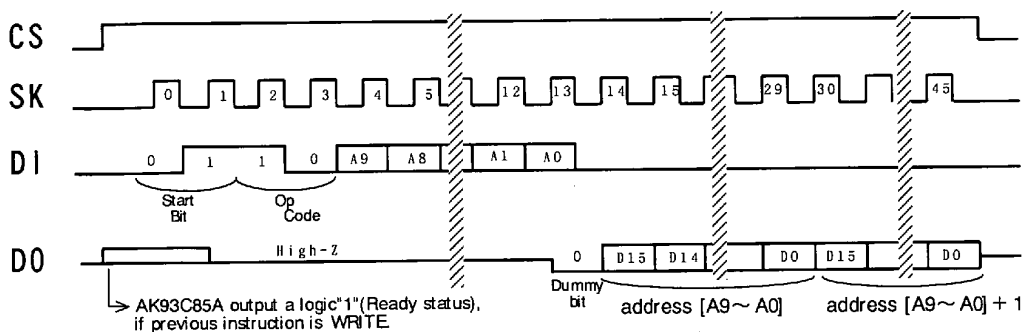 CS
SK 0 1 2 3 4 5 12 13 14 15 29 30 45
DI 0 1 1 0 A9 A8 A1 A0
Start Bit
Op Code
DO High-Z 0 D15 D14 D0 D15 D0
Dummy bit
address [A9～A0]
address [A9～A0] + 1
AK93C85A output a logic"1"(Ready status),
if previous instruction is WRITE.